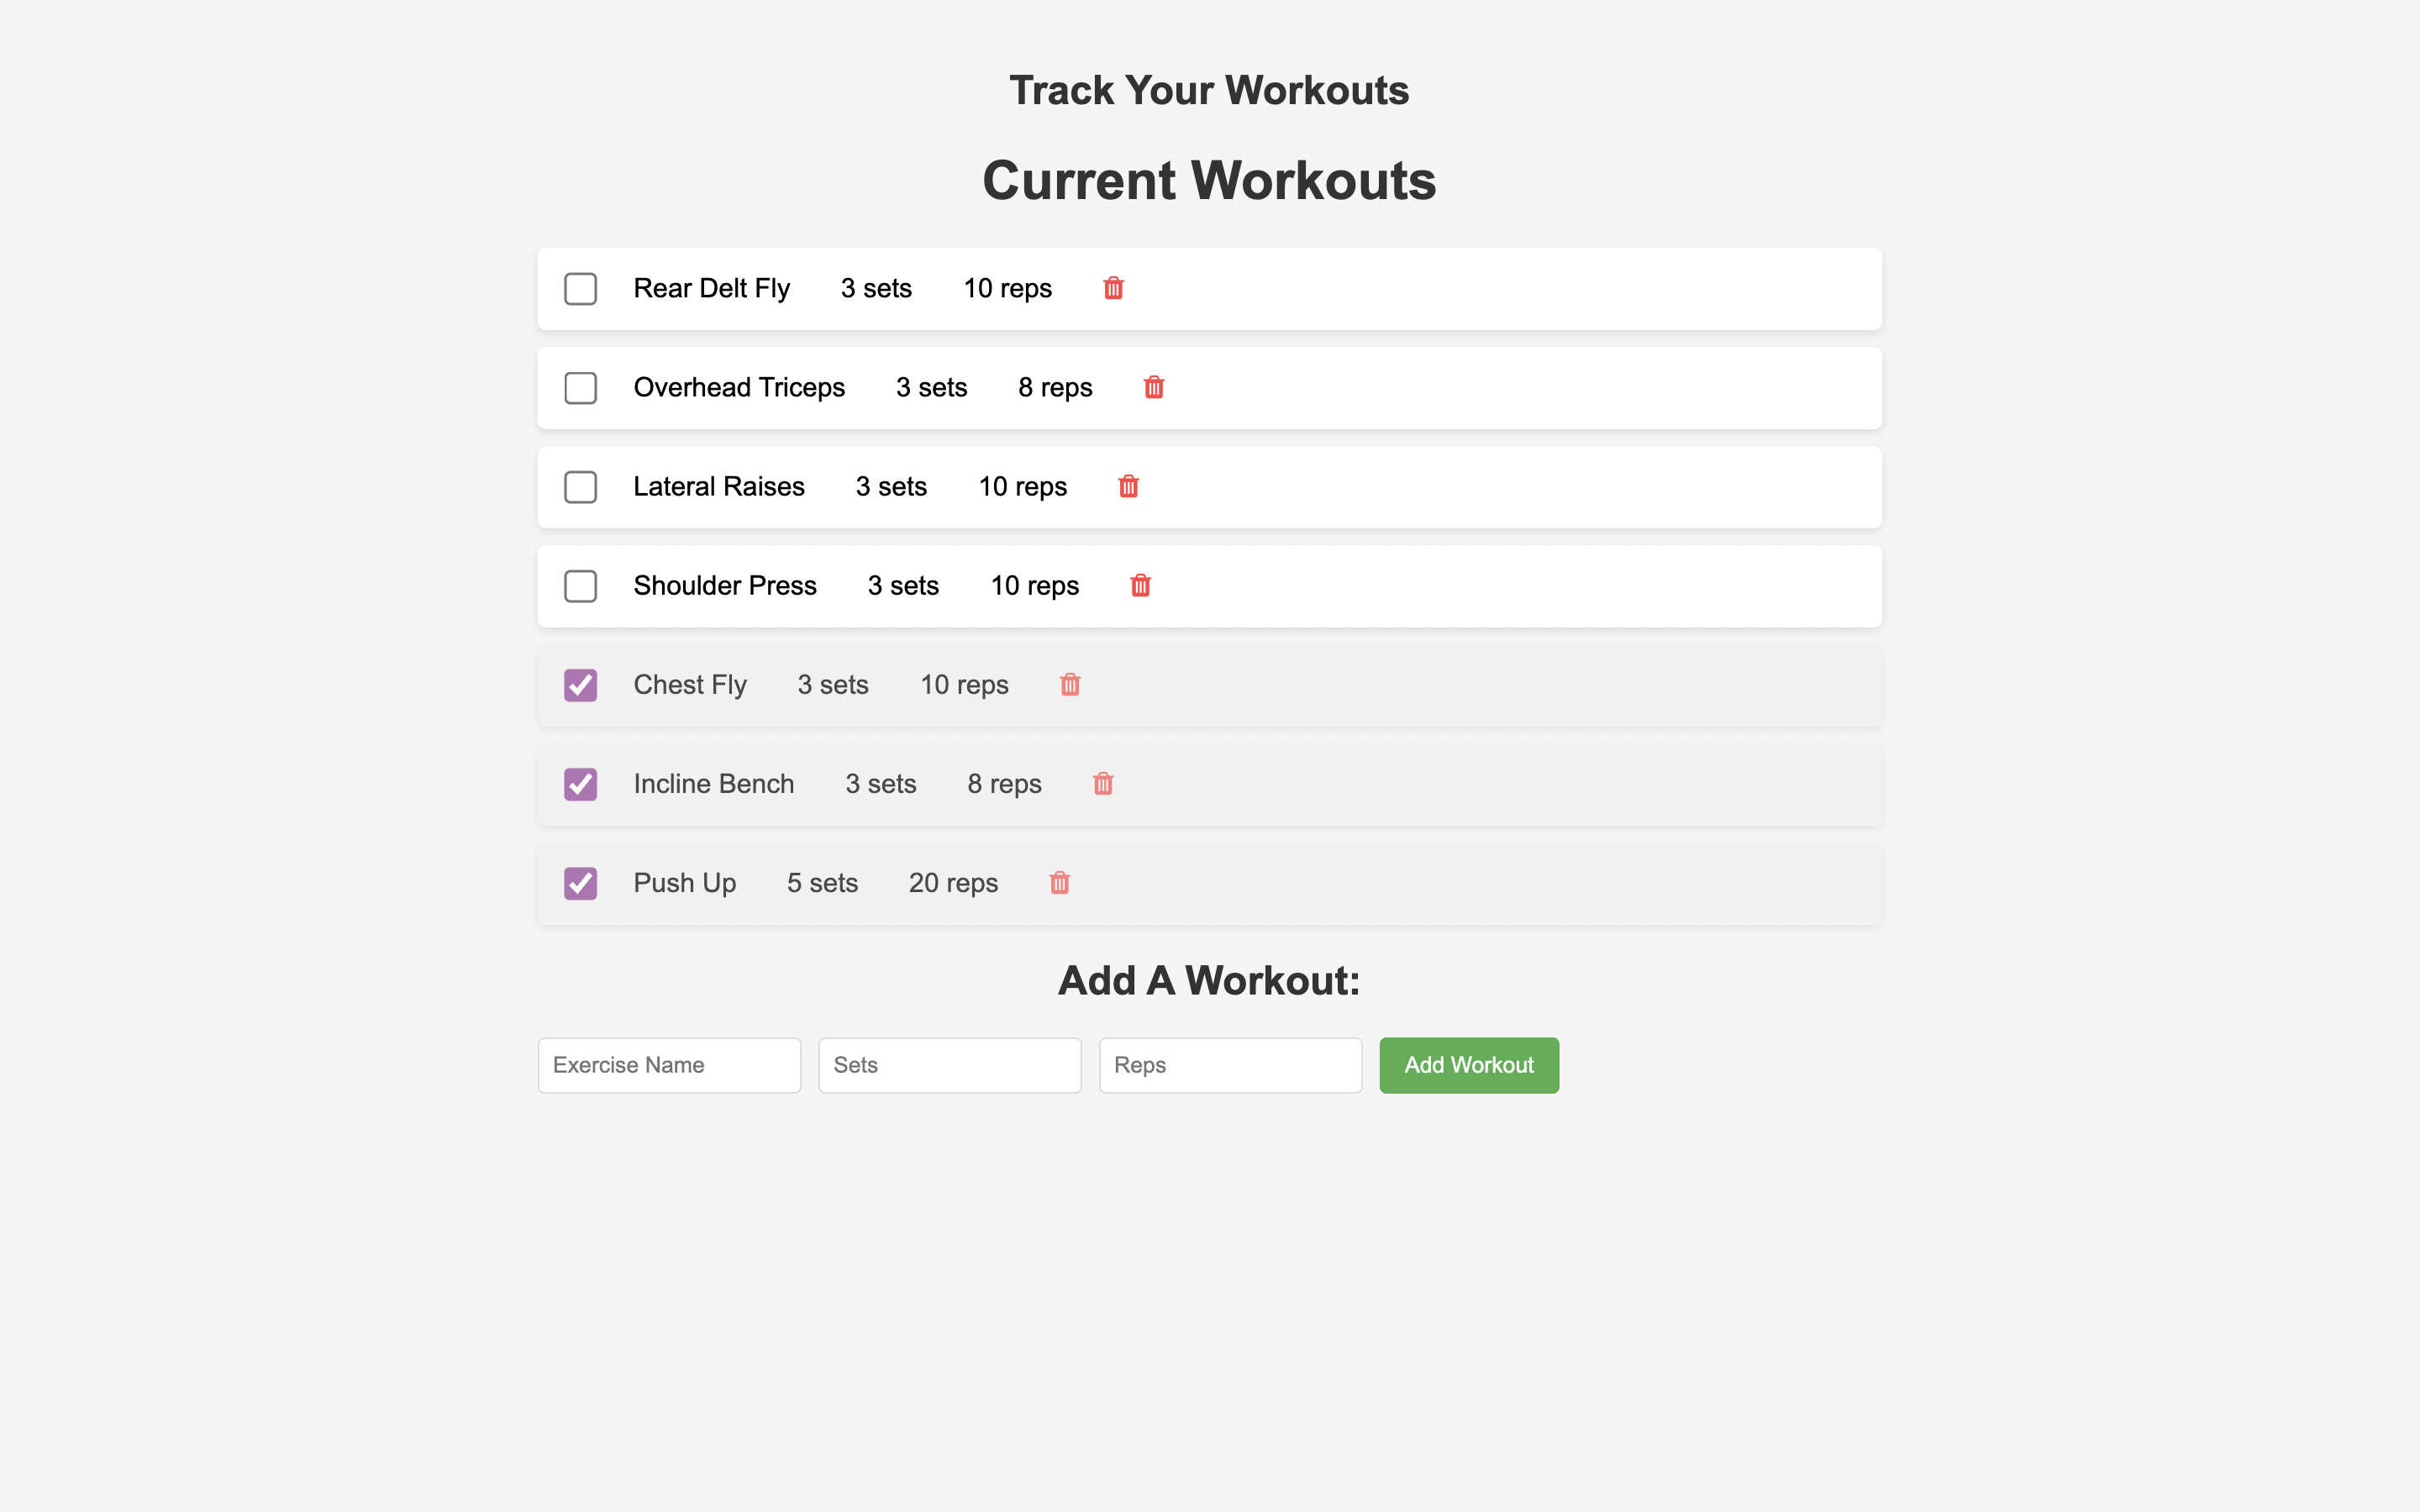 Track Your Workouts
Current Workouts
Rear Delt Fly 3 sets 10 reps
Overhead Triceps 3 sets 8 reps
Lateral Raises 3 sets 10 reps
Shoulder Press 3 sets 10 reps
Chest Fly 3 sets 10 reps
Incline Bench 3 sets 8 reps
Push Up 5 sets 20 reps
Add A Workout:
Exercise Name Sets Reps Add Workout